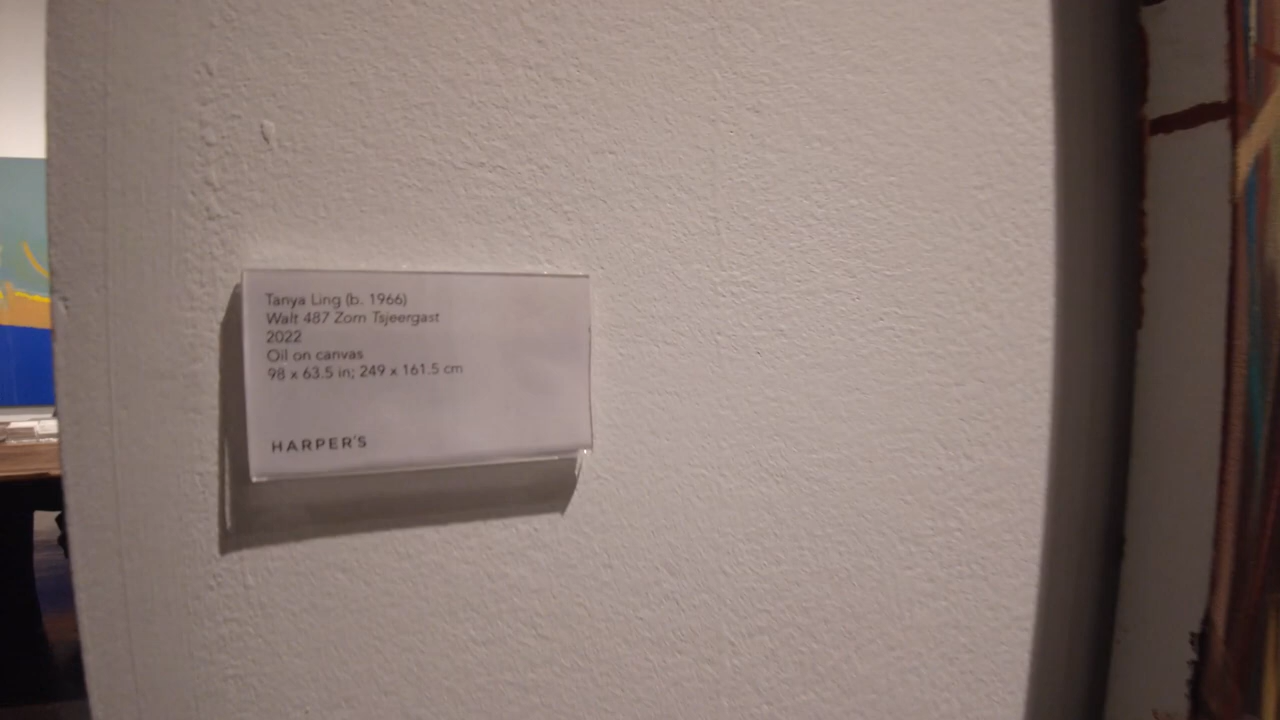 Tanya Ling (b. 1966)
Walt 487 Zorn Tsjeergast
2022
Oil on canvas
98 x 63.5 in; 249 x 161.5 cm
HARPER'S